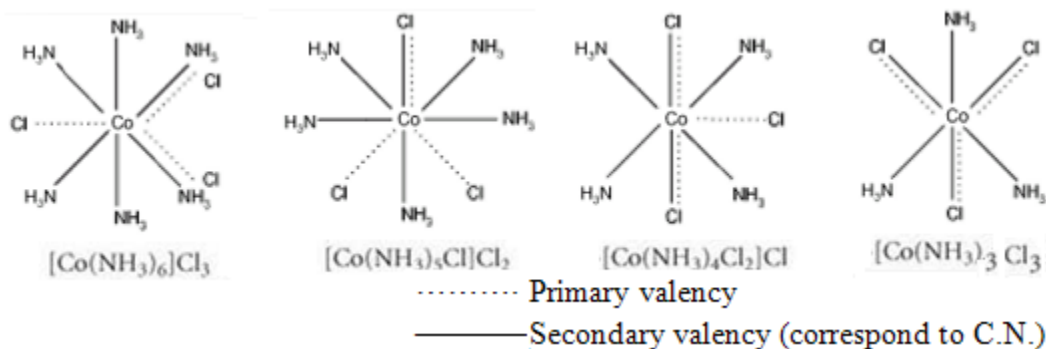 NH₃ NH₃ H₃N Cl Cl Co Cl H₃N NH₃ NH₃
Cl NH₃ H₃N H₃N Co NH₃ Cl Cl NH₃
Cl NH₃ H₃N Co Cl H₃N NH₃ Cl
NH₃ Cl Cl Co H₃N NH₃ Cl
[Co(NH₃)₆]Cl₃
[Co(NH₃)₅Cl]Cl₂
[Co(NH₃)₄Cl₂]Cl
[Co(NH₃)₃ Cl₃
Primary valency
Secondary valency (correspond to C.N.)